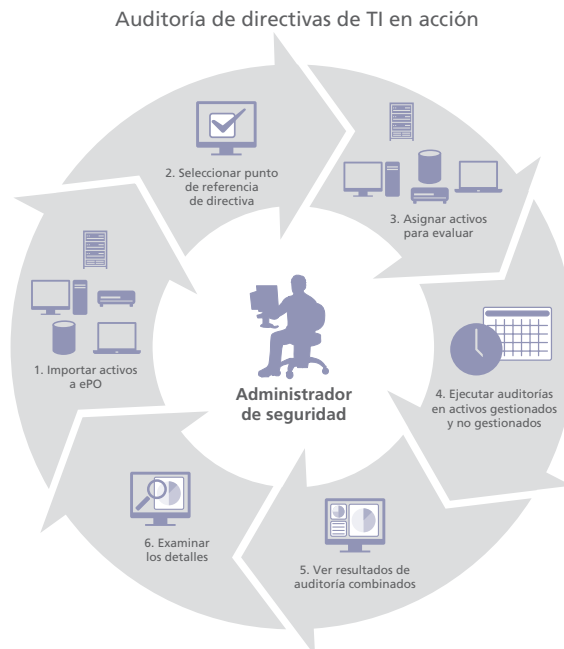 Auditoría de directivas de TI en acción
1. Importar activos
a ePO
2. Seleccionar punto
de referencia
de directiva
3. Asignar activos
para evaluar
4. Ejecutar auditorías
en activos gestionados
y no gestionados
5. Ver resultados de
auditoría combinados
6. Examinar
los detalles
Administrador
de seguridad